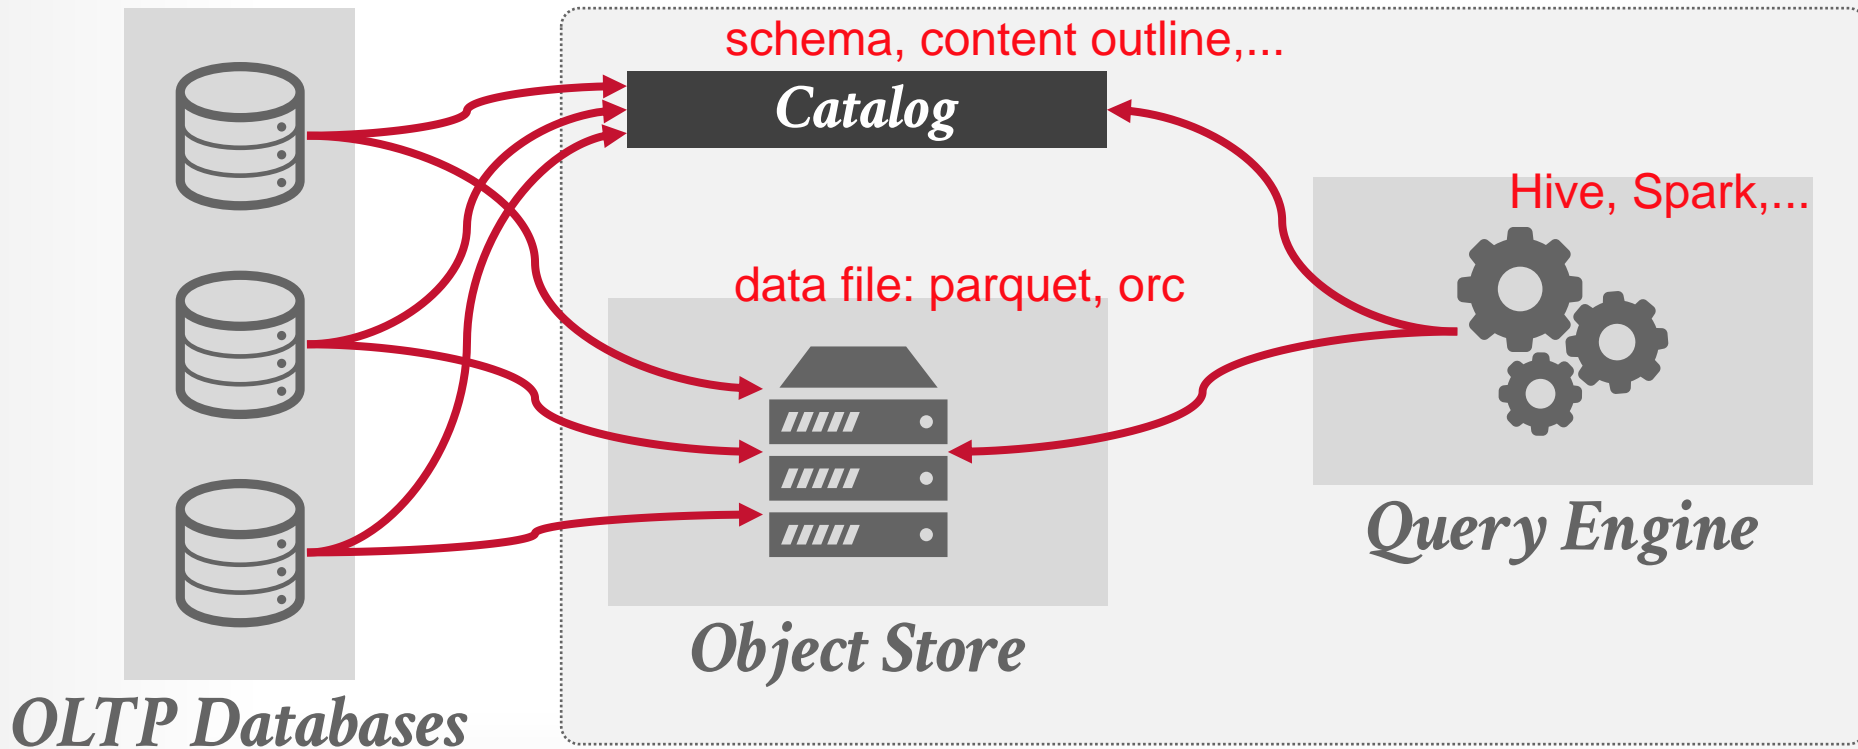 schema, content outline,...
Catalog
Hive, Spark,...
data file: parquet, orc
Query Engine
Object Store
OLTP Databases